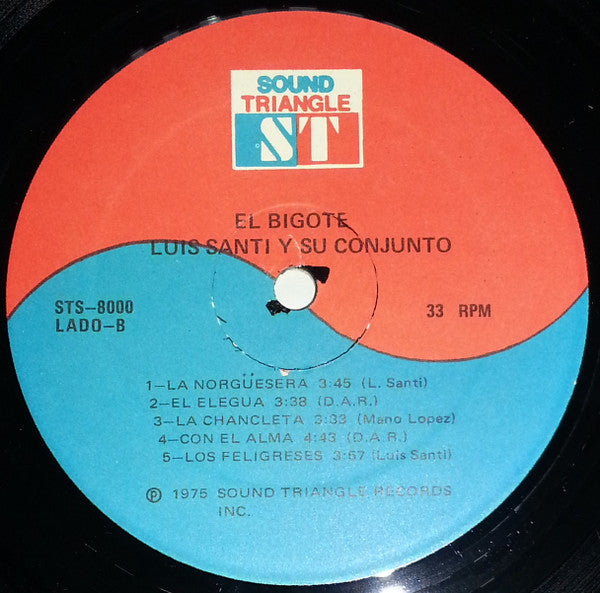 SOUND
TRIANGLE
ST
EL BIGOTE
LUIS SANTI Y SU CONJUNTO
STS-8000
LADO-B
33 RPM
1-LA NORGÜESERA 3:45 (L. Santi)
2-EL ELEGUA 3:38 (D.A.R.)
3-LA CHANCLETA 3:33 (Mano Lopez)
4-CON EL ALMA 4:43 (D.A.R.)
5-LOS FELIGRESES 3:57 (Luis Santi)
℗ 1975 SOUND TRIANGLE RECORDS
INC.